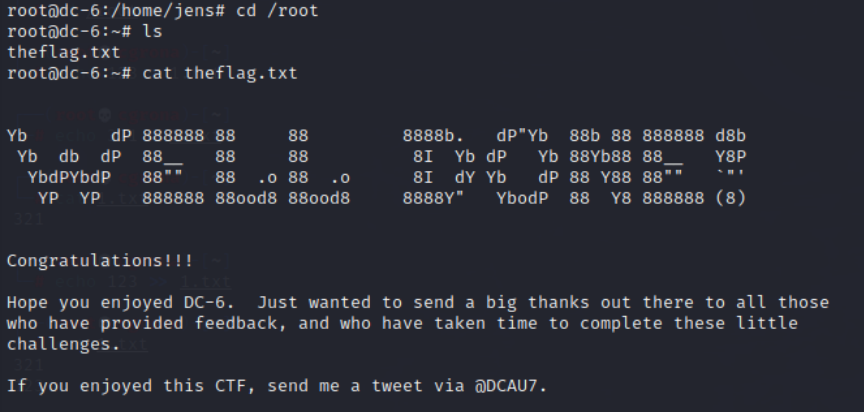 root@dc-6:/home/jens# cd /root
root@dc-6:~# ls
theflag.txt
root@dc-6:~# cat theflag.txt
Yb        dP 888888 88     88         8888b.   dP"Yb  88b 88 888888 d8b
 Yb  db  dP  88__   88     88          8I  Yb dP   Yb 88Yb88 88__   Y8P
  YbdPYbdP   88""   88  .o 88  .o      8I  dY Yb   dP 88 Y88 88""   `"'
   YP  YP    888888 88ood8 88ood8     8888Y"   YbodP  88  Y8 888888 (8)
Congratulations!!!
Hope you enjoyed DC-6.  Just wanted to send a big thanks out there to all those
who have provided feedback, and who have taken time to complete these little
challenges.
If you enjoyed this CTF, send me a tweet via @DCAU7.